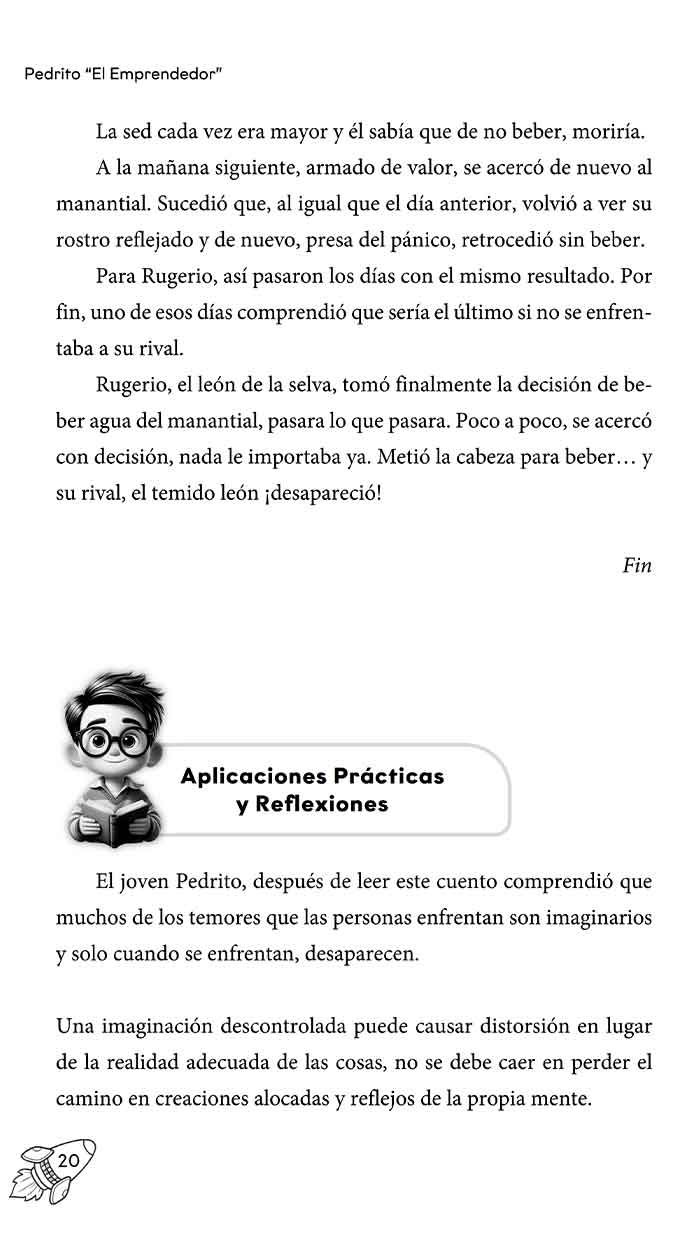 Pedrito “El Emprendedor”
La sed cada vez era mayor y él sabía que de no beber, moriría.
A la mañana siguiente, armado de valor, se acercó de nuevo al
manantial. Sucedió que, al igual que el día anterior, volvió a ver su
rostro reflejado y de nuevo, presa del pánico, retrocedió sin beber.
Para Rugerio, así pasaron los días con el mismo resultado. Por
fin, uno de esos días comprendió que sería el último si no se enfren-
taba a su rival.
Rugerio, el león de la selva, tomó finalmente la decisión de be-
ber agua del manantial, pasara lo que pasara. Poco a poco, se acercó
con decisión, nada le importaba ya. Metió la cabeza para beber… y
su rival, el temido león ¡desapareció!
Fin
Aplicaciones Prácticas
y Reflexiones
El joven Pedrito, después de leer este cuento comprendió que
muchos de los temores que las personas enfrentan son imaginarios
y solo cuando se enfrentan, desaparecen.
Una imaginación descontrolada puede causar distorsión en lugar
de la realidad adecuada de las cosas, no se debe caer en perder el
camino en creaciones alocadas y reflejos de la propia mente.
20